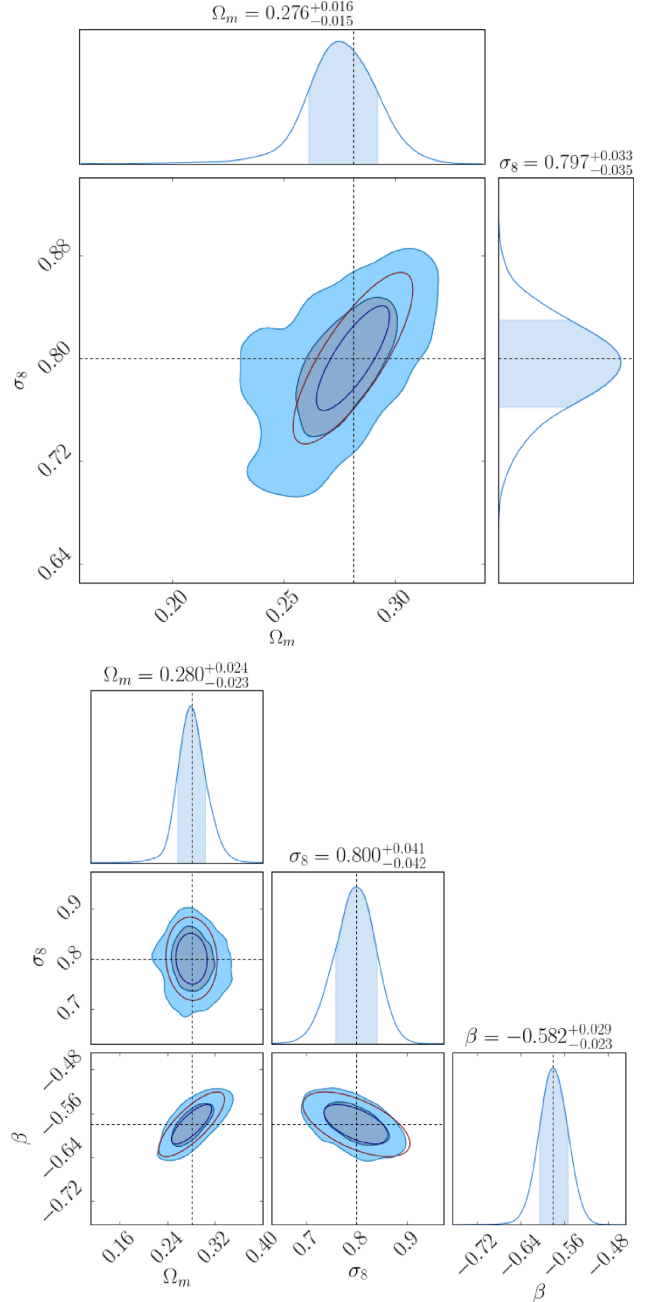 Ω_m = 0.276^{+0.016}_{-0.015}
σ_8 = 0.797^{+0.033}_{-0.035}
σ_8
0.88
0.80
0.72
0.64
0.20 0.25 0.30
Ω_m
Ω_m = 0.280^{+0.024}_{-0.023}
σ_8 = 0.800^{+0.041}_{-0.042}
σ_8
0.9
0.8
0.7
β = −0.582^{+0.029}_{-0.023}
β
−0.48
−0.56
−0.64
−0.72
0.16 0.24 0.32 0.40 0.7 0.8 0.9 −0.72 −0.64 −0.56 −0.48
Ω_m σ_8 β